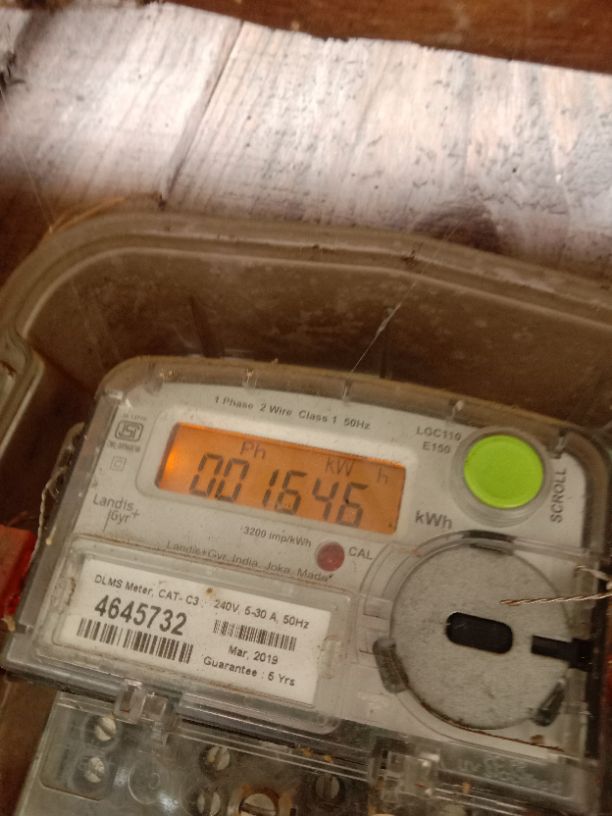 1 Phase 2 Wire Class 1 50Hz
LGC110
E150
ISI
Ph kW h
001646
SCROLL
Landis
Gyr+
kWh
3200 imp/kWh
CAL
Landis+Gyr, India, Joka, Made
DLMS Meter, CAT- C3
240V, 5-30 A, 50Hz
4645732
Mar, 2019
Guarantee : 5 Yrs